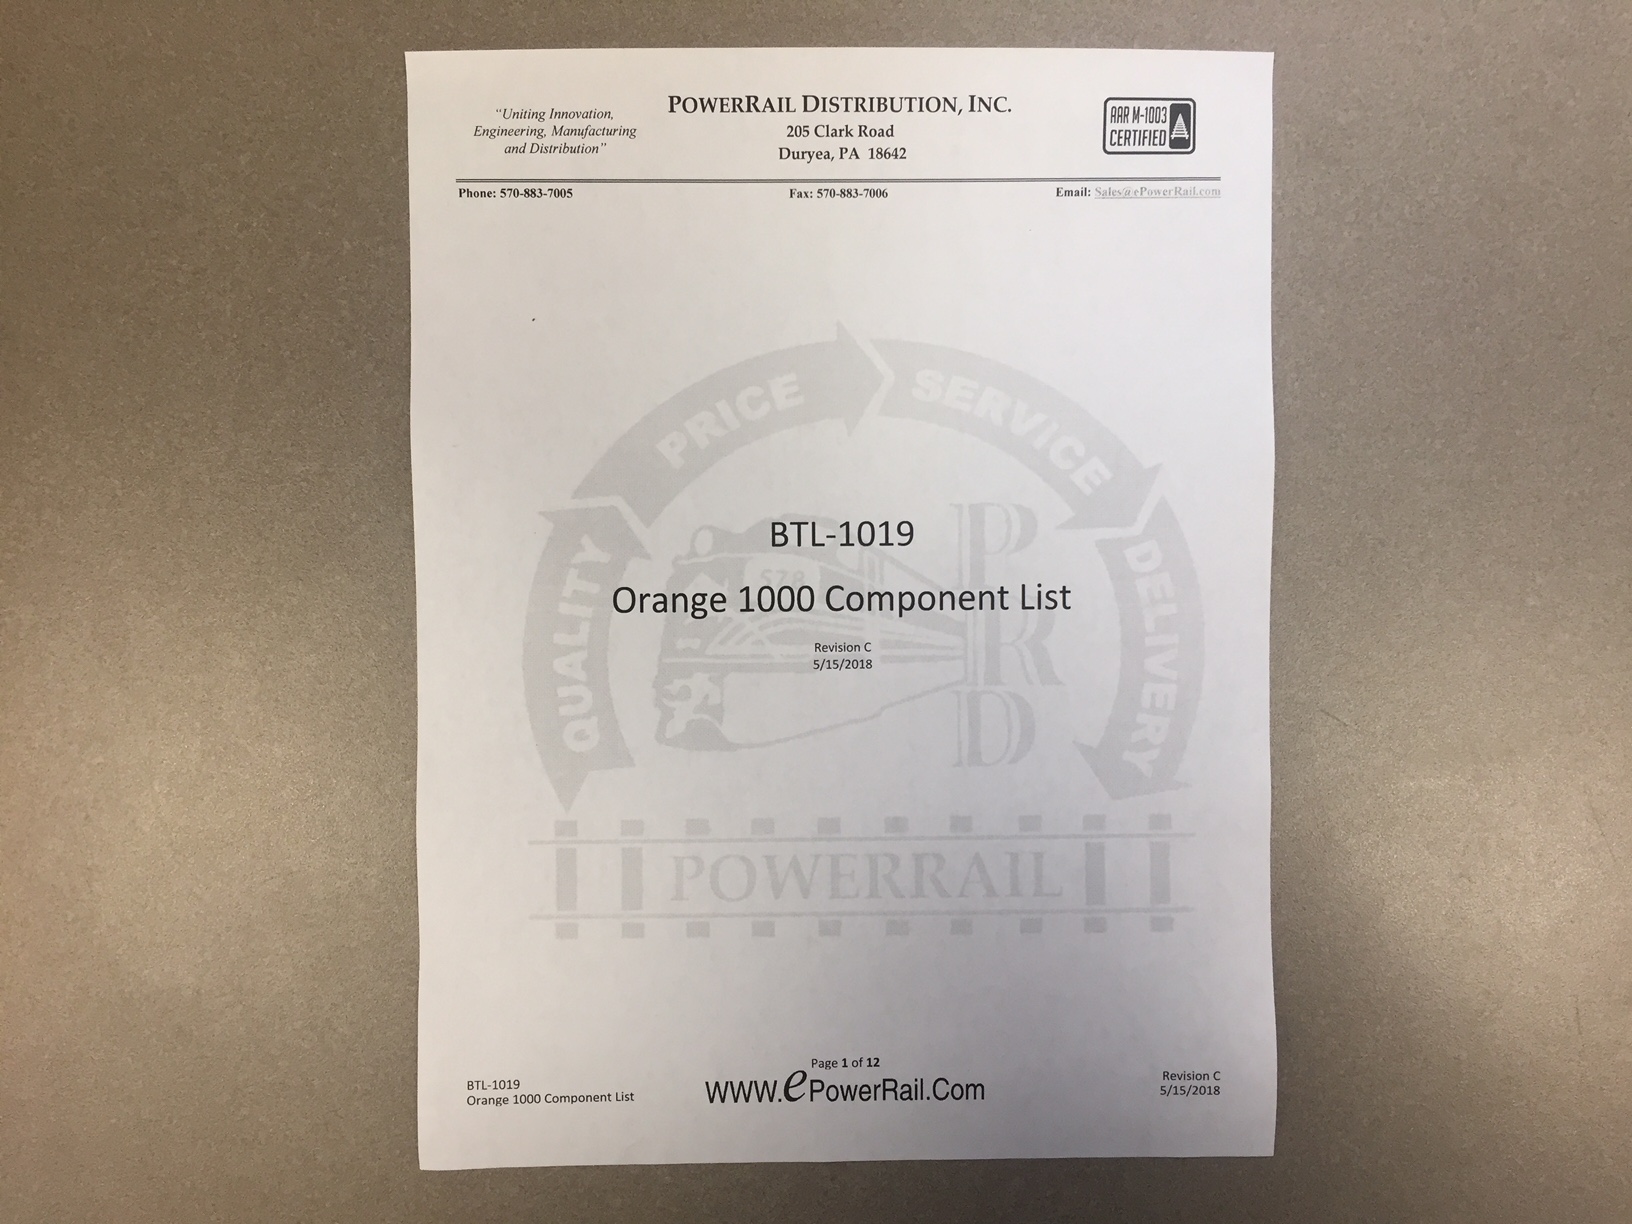 "Uniting Innovation,
Engineering, Manufacturing
and Distribution"
POWERRAIL DISTRIBUTION, INC.
205 Clark Road
Duryea, PA 18642
AAR M-1003
CERTIFIED
Phone: 570-883-7005
Fax: 570-883-7006
Email: Sales@ePowerRail.com
QUALITY
PRICE
SERVICE
DELIVERY
578
PRD
BTL-1019
Orange 1000 Component List
Revision C
5/15/2018
POWERRAIL
Page 1 of 12
WWW.ePowerRail.Com
BTL-1019
Orange 1000 Component List
Revision C
5/15/2018